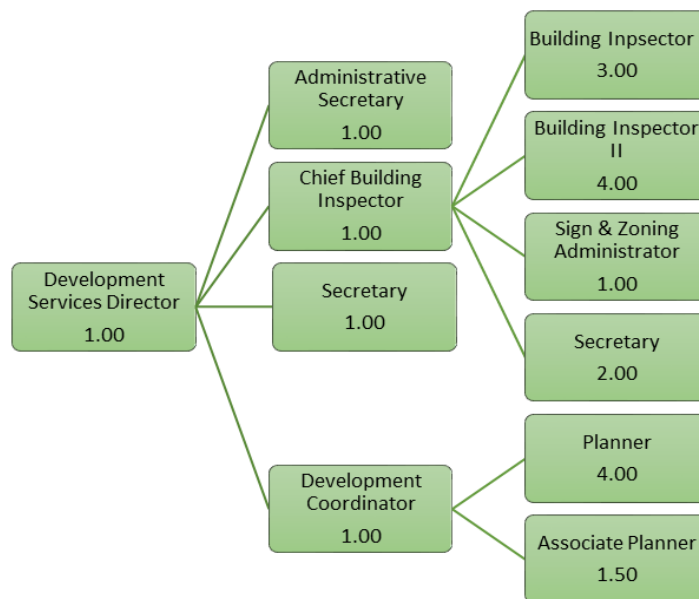 Development
Services Director
1.00
Administrative
Secretary
1.00
Chief Building
Inspector
1.00
Secretary
1.00
Development
Coordinator
1.00
Building Inpsector
3.00
Building Inspector
II
4.00
Sign & Zoning
Administrator
1.00
Secretary
2.00
Planner
4.00
Associate Planner
1.50